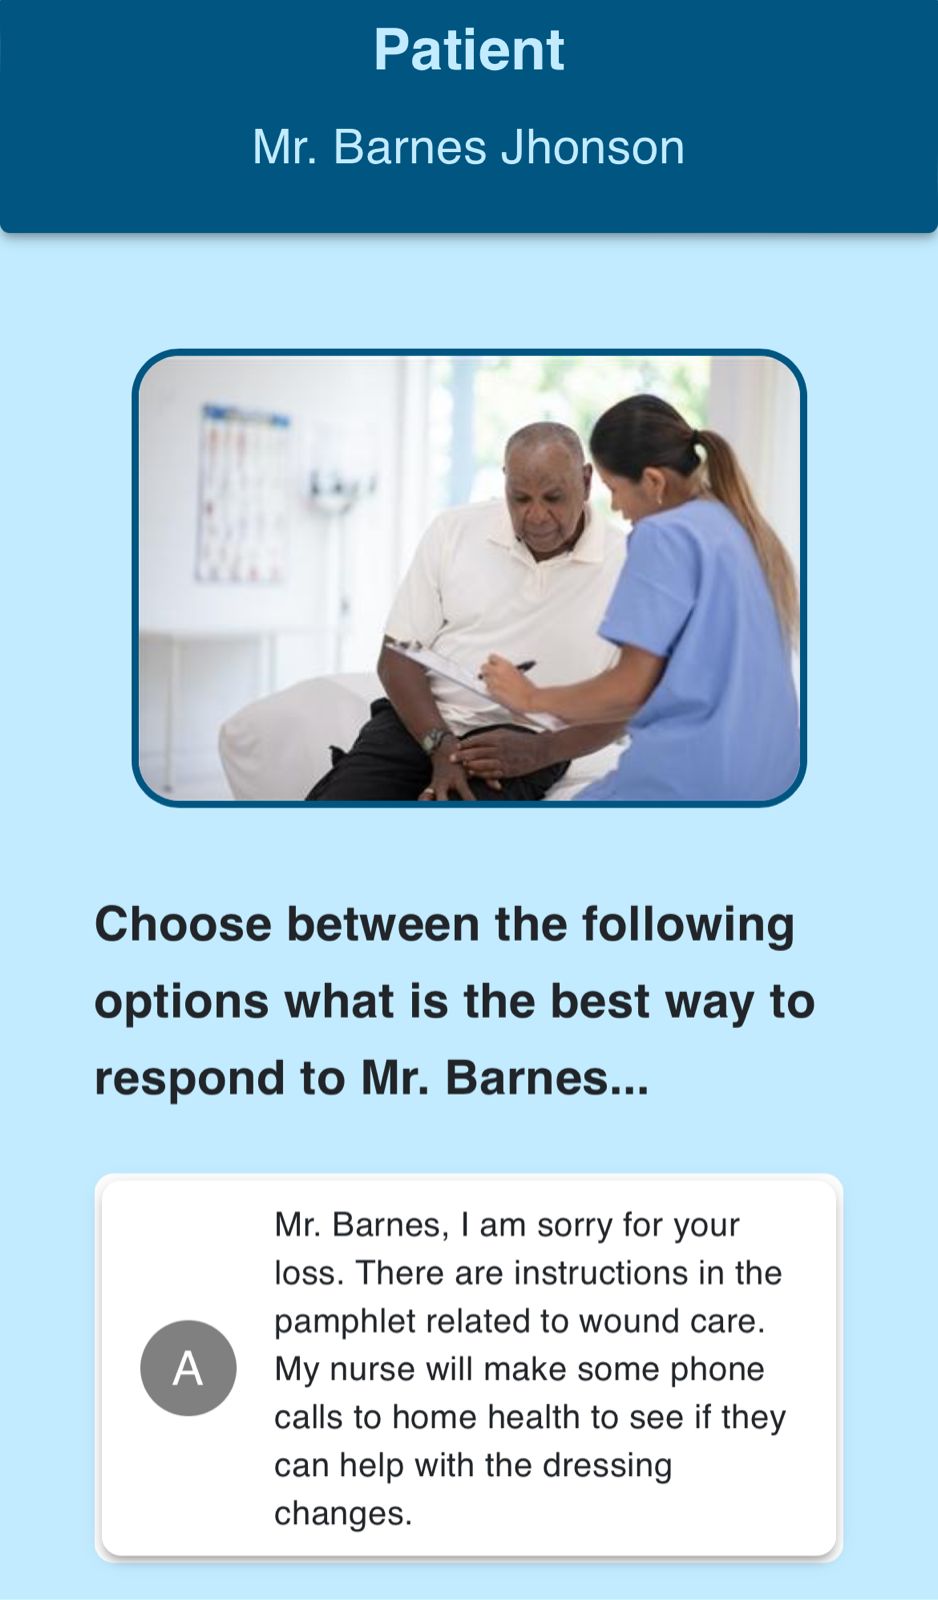 Patient
Mr. Barnes Jhonson
Choose between the following
options what is the best way to
respond to Mr. Barnes...
A
Mr. Barnes, I am sorry for your
loss. There are instructions in the
pamphlet related to wound care.
My nurse will make some phone
calls to home health to see if they
can help with the dressing
changes.